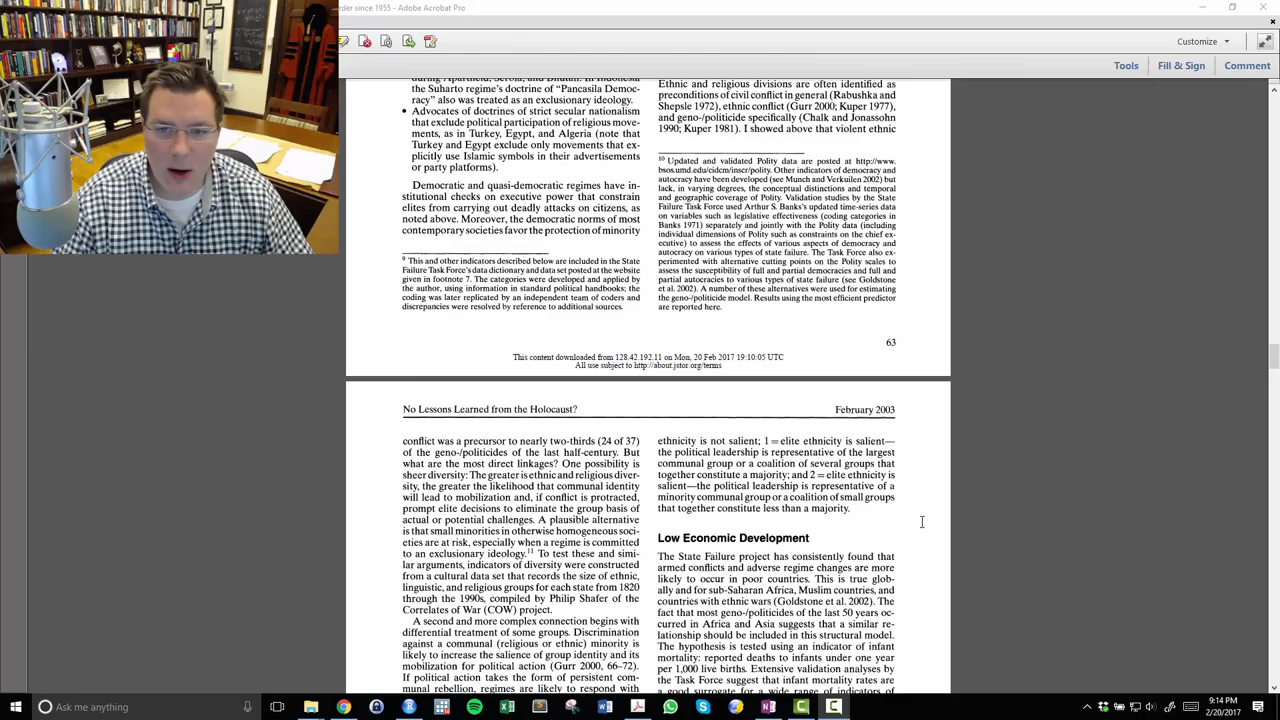 order since 1955 - Adobe Acrobat Pro
Customize
Tools
Fill & Sign
Comment
during Apartheid, Serbia, and Bhutan. In Indonesia
the Suharto regime's doctrine of "Pancasila Democ-
racy" also was treated as an exclusionary ideology.
• Advocates of doctrines of strict secular nationalism
that exclude political participation of religious move-
ments, as in Turkey, Egypt, and Algeria (note that
Turkey and Egypt exclude only movements that ex-
plicitly use Islamic symbols in their advertisements
or party platforms).
Democratic and quasi-democratic regimes have in-
stitutional checks on executive power that constrain
elites from carrying out deadly attacks on citizens, as
noted above. Moreover, the democratic norms of most
contemporary societies favor the protection of minority
9 This and other indicators described below are included in the State
Failure Task Force's data dictionary and data set posted at the website
given in footnote 7. The categories were developed and applied by
the author, using information in standard political handbooks; the
coding was later replicated by an independent team of coders and
discrepancies were resolved by reference to additional sources.
Ethnic and religious divisions are often identified as
preconditions of civil conflict in general (Rabushka and
Shepsle 1972), ethnic conflict (Gurr 2000; Kuper 1977),
and geno-/politicide specifically (Chalk and Jonassohn
1990; Kuper 1981). I showed above that violent ethnic
10 Updated and validated Polity data are posted at http://www.
bsos.umd.edu/cidcm/inscr/polity. Other indicators of democracy and
autocracy have been developed (see Munch and Verkuilen 2002) but
lack, in varying degrees, the conceptual distinctions and temporal
and geographic coverage of Polity. Validation studies by the State
Failure Task Force used Arthur S. Banks's updated time-series data
on variables such as legislative effectiveness (coding categories in
Banks 1971) separately and jointly with the Polity data (including
individual dimensions of Polity such as constraints on the chief ex-
ecutive) to assess the effects of various aspects of democracy and
autocracy on various types of state failure. The Task Force also ex-
perimented with alternative cutting points on the Polity scales to
assess the susceptibility of full and partial democracies and full and
partial autocracies to various types of state failure (see Goldstone
et al. 2002). A number of these alternatives were used for estimating
the geno-/politicide model. Results using the most efficient predictor
are reported here.
63
This content downloaded from 128.42.192.11 on Mon, 20 Feb 2017 19:10:05 UTC
All use subject to http://about.jstor.org/terms
No Lessons Learned from the Holocaust?
February 2003
conflict was a precursor to nearly two-thirds (24 of 37)
of the geno-/politicides of the last half-century. But
what are the most direct linkages? One possibility is
sheer diversity: The greater is ethnic and religious diver-
sity, the greater the likelihood that communal identity
will lead to mobilization and, if conflict is protracted,
prompt elite decisions to eliminate the group basis of
actual or potential challenges. A plausible alternative
is that small minorities in otherwise homogeneous soci-
eties are at risk, especially when a regime is committed
to an exclusionary ideology.11 To test these and simi-
lar arguments, indicators of diversity were constructed
from a cultural data set that records the size of ethnic,
linguistic, and religious groups for each state from 1820
through the 1990s, compiled by Philip Shafer of the
Correlates of War (COW) project.
A second and more complex connection begins with
differential treatment of some groups. Discrimination
against a communal (religious or ethnic) minority is
likely to increase the salience of group identity and its
mobilization for political action (Gurr 2000, 66–72).
If political action takes the form of persistent com-
munal rebellion, regimes are likely to respond with
ethnicity is not salient; 1 = elite ethnicity is salient—
the political leadership is representative of the largest
communal group or a coalition of several groups that
together constitute a majority; and 2 = elite ethnicity is
salient—the political leadership is representative of a
minority communal group or a coalition of small groups
that together constitute less than a majority.
Low Economic Development
The State Failure project has consistently found that
armed conflicts and adverse regime changes are more
likely to occur in poor countries. This is true glob-
ally and for sub-Saharan Africa, Muslim countries, and
countries with ethnic wars (Goldstone et al. 2002). The
fact that most geno-/politicides of the last 50 years oc-
curred in Africa and Asia suggests that a similar re-
lationship should be included in this structural model.
The hypothesis is tested using an indicator of infant
mortality: reported deaths to infants under one year
per 1,000 live births. Extensive validation analyses by
the Task Force suggest that infant mortality rates are
a good surrogate for a wide range of indicators of
Ask me anything
9:14 PM
2/20/2017